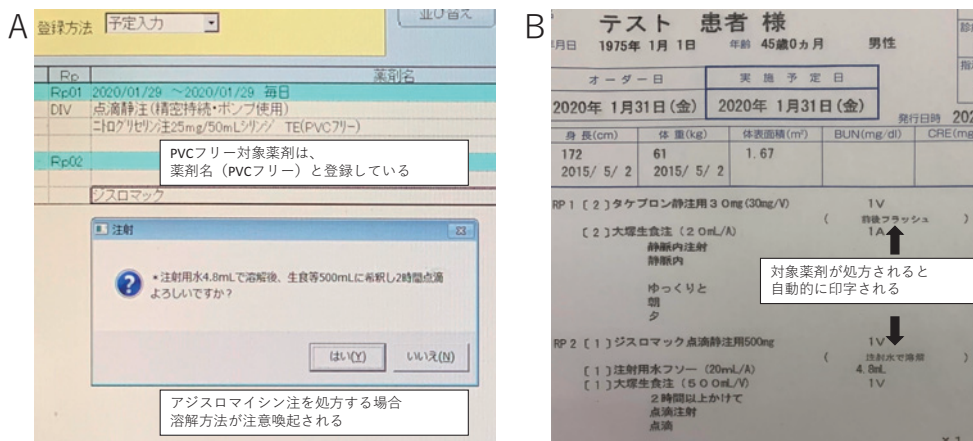 A
登録方法 予定入力
並び替え
Rp 薬剤名
Rp01 2020/01/29 ～2020/01/29 毎日
DIV 点滴静注(精密持続・ポンプ使用)
ニトログリセリン注25mg/50mLシリンジ TE(PVCフリー)
PVCフリー対象薬剤は、
薬剤名（PVCフリー）と登録している
Rp02
ジスロマック
注射
*注射用水4.8mLで溶解後、生食等500mLに希釈し2時間点滴
よろしいですか？
はい(Y) いいえ(N)
アジスロマイシン注を処方する場合
溶解方法が注意喚起される
B
テスト 患者 様
月日 1975年 1月 1日 年齢 45歳0ヵ月 男性
オーダー日 実施予定日
2020年 1月31日(金) 2020年 1月31日(金)
発行日時 202
身長(cm) 体重(kg) 体表面積(m²) BUN(mg/dl) CRE(mg
172 61 1.67
2015/ 5/ 2 2015/ 5/ 2
RP 1 [ 2 ]タケプロン静注用30mg(30mg/V) 1V
( 前後フラッシュ )
[ 2 ]大塚生食注(20mL/A) 1A
静脈内注射
静脈内
ゆっくりと
朝
夕
対象薬剤が処方されると
自動的に印字される
RP 2 [ 1 ]ジスロマック点滴静注用500mg 1V
( 注射水で溶解 )
[ 1 ]注射用水フソー (20mL/A) 4.8mL
[ 1 ]大塚生食注(500mL/V) 1V
2時間以上かけて
点滴注射
点滴